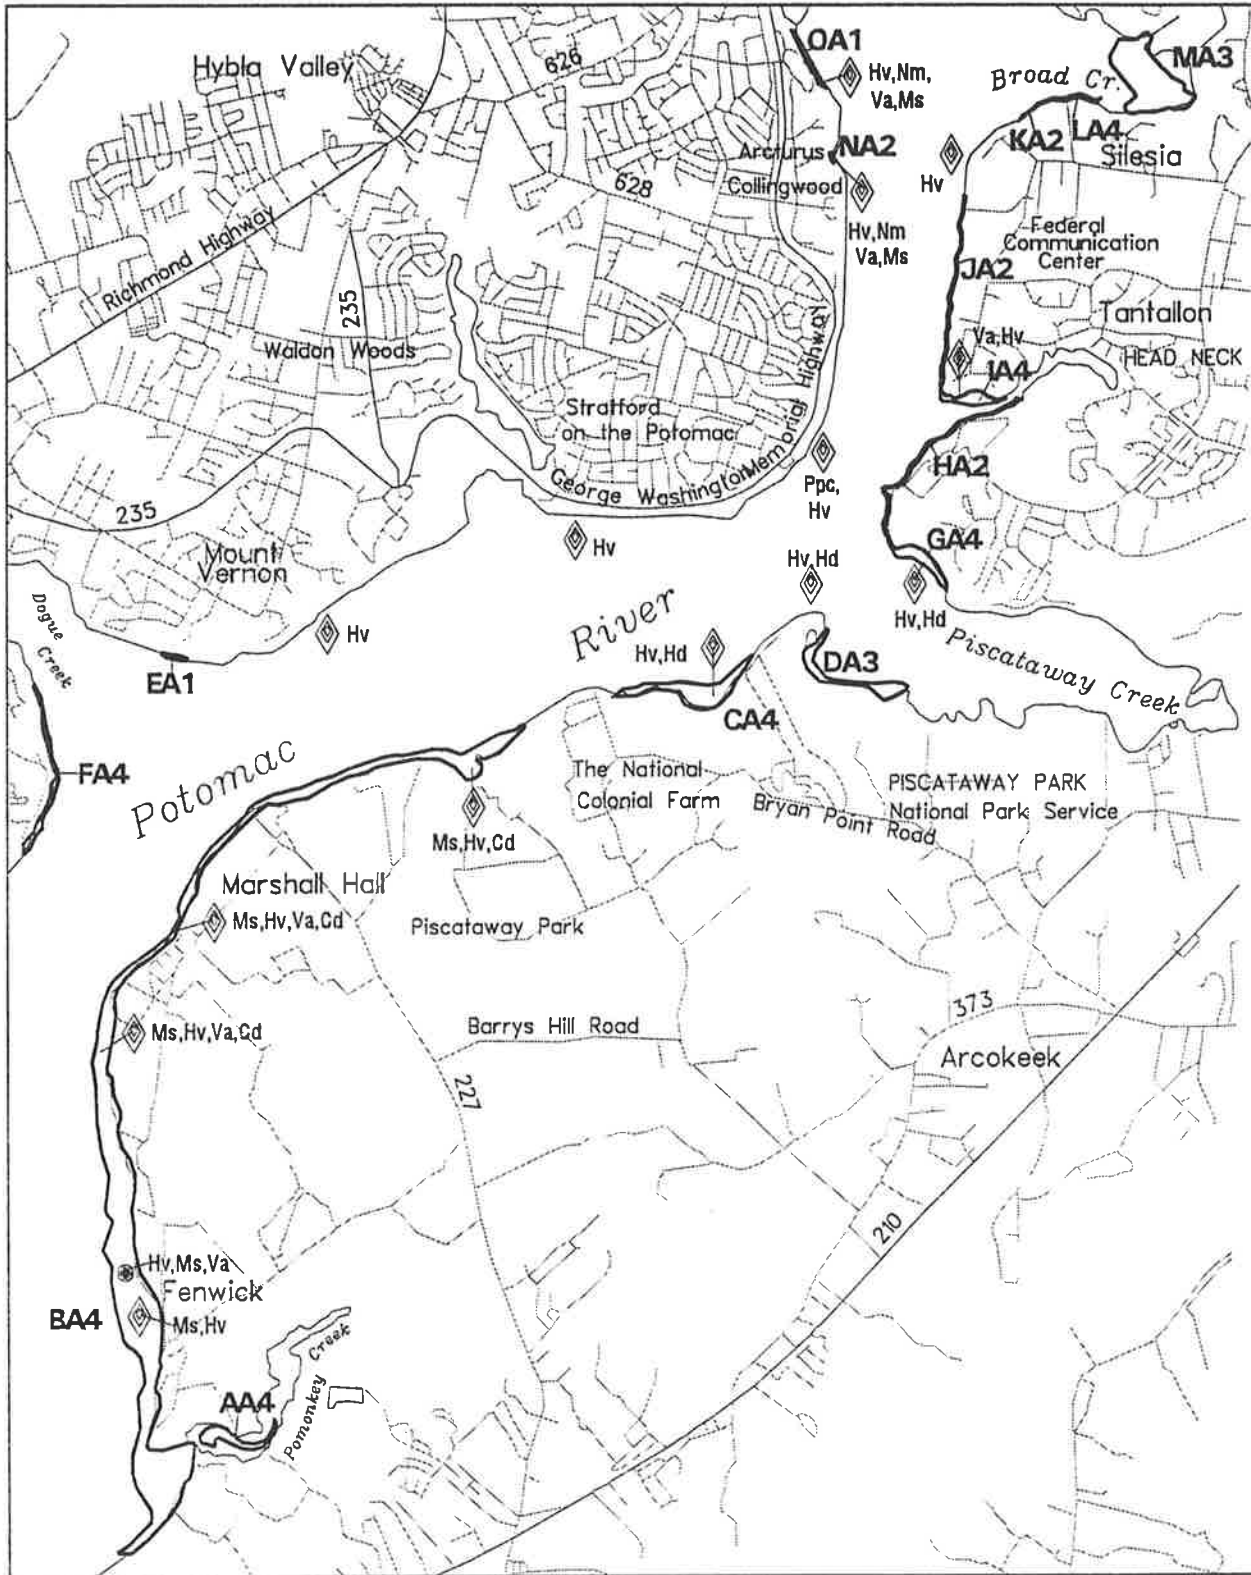 OA1
MA3
Hybla Valley
626
Hv,Nm,
Va,Ms
Broad Cr.
NA2
Arcturus
KA2
LA4
Silesia
Collingwood
628
Hv
Hv,Nm
Va,Ms
Federal
Communication
Center
Richmond Highway
235
JA2
Tantallon
Waldon Woods
Va,Hv
IA4
HEAD NECK
Stratford
on the Potomac
George Washington Memorial Highway
HA2
Ppc,
Hv
235
Mount
Vernon
Hv
Hv,Hd
GA4
Hv,Hd
Dogue
Creek
Hv
River
Hv,Hd
DA3
Piscataway Creek
EA1
CA4
FA4
Potomac
The National
Colonial Farm
Bryan Point Road
PISCATAWAY PARK
National Park Service
Ms,Hv,Cd
Marshall Hall
Ms,Hv,Va,Cd
Piscataway Park
Ms,Hv,Va,Cd
Barrys Hill Road
373
Arcokeek
227
210
Hv,Ms,Va
Fenwick
BA4
Ms,Hv
AA4
Pomonkey
Creek